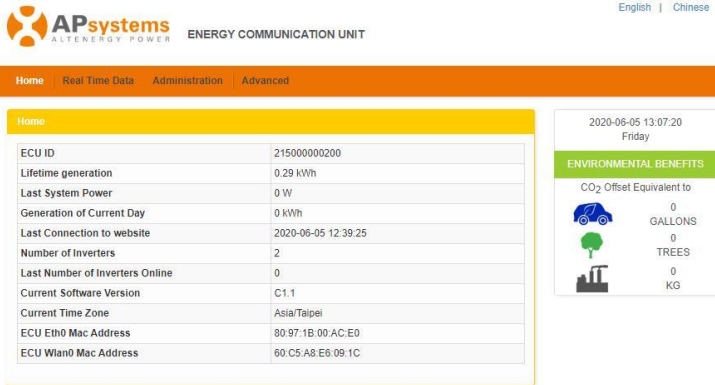 English | Chinese
APsystems
ALTENERGY POWER
ENERGY COMMUNICATION UNIT
Home Real Time Data Administration Advanced
Home
ECU ID 215000000200
Lifetime generation 0.29 kWh
Last System Power 0 W
Generation of Current Day 0 kWh
Last Connection to website 2020-06-05 12:39:25
Number of Inverters 2
Last Number of Inverters Online 0
Current Software Version C1.1
Current Time Zone Asia/Taipei
ECU Eth0 Mac Address 80:97:1B:00:AC:E0
ECU Wlan0 Mac Address 60:C5:A8:E6:09:1C
2020-06-05 13:07:20
Friday
ENVIRONMENTAL BENEFITS
CO2 Offset Equivalent to
0
GALLONS
0
TREES
0
KG